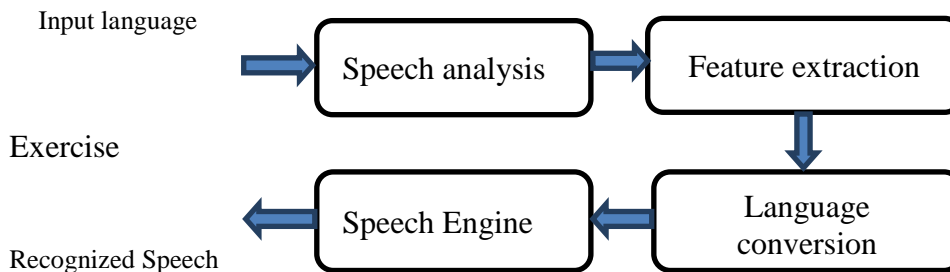 Input language
Speech analysis
Feature extraction
Exercise
Speech Engine
Language
conversion
Recognized Speech